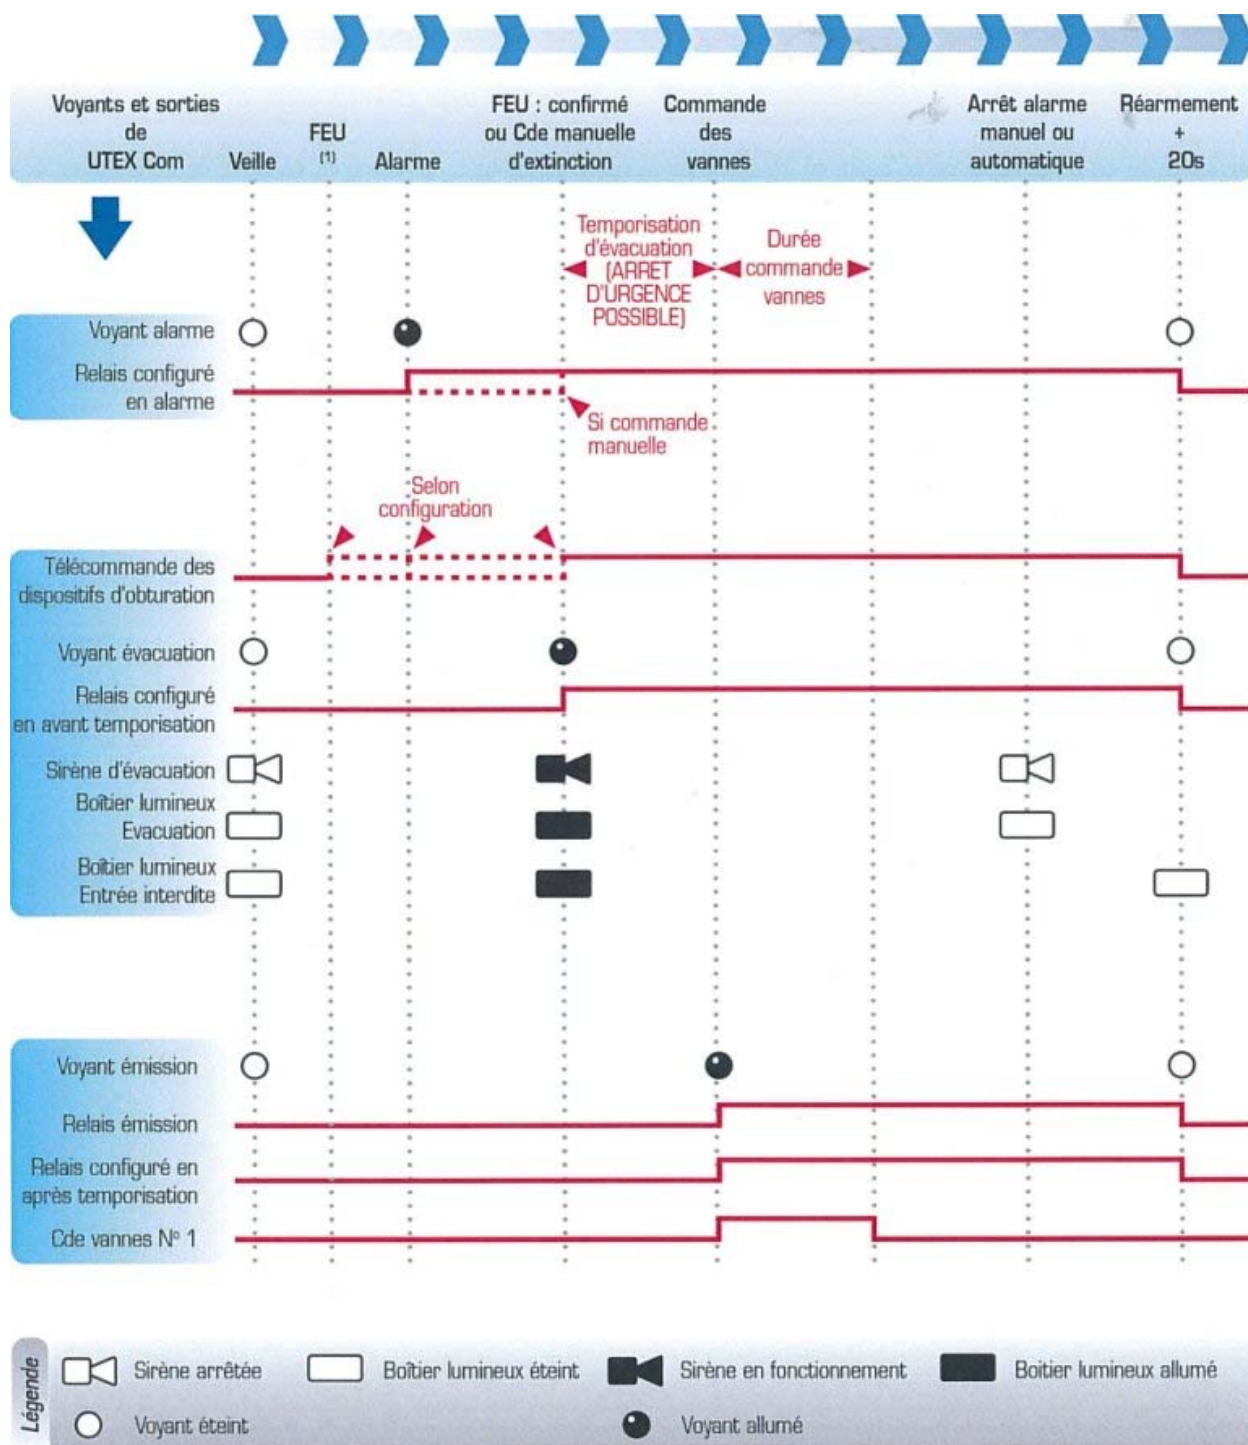 Voyants et sorties
de
UTEX Com
Veille
FEU
(1)
Alarme
FEU : confirmé
ou Cde manuelle
d'extinction
Commande
des
vannes
Arrêt alarme
manuel ou
automatique
Réarmement
+
20s
Temporisation
d'évacuation
(ARRET
D'URGENCE
POSSIBLE)
Durée
commande
vannes
Voyant alarme
Relais configuré
en alarme
Si commande
manuelle
Selon
configuration
Télécommande des
dispositifs d'obturation
Voyant évacuation
Relais configuré
en avant temporisation
Sirène d'évacuation
Boîtier lumineux
Evacuation
Boîtier lumineux
Entrée interdite
Voyant émission
Relais émission
Relais configuré en
après temporisation
Cde vannes Nº 1
Légende
Sirène arrêtée
Boîtier lumineux éteint
Sirène en fonctionnement
Boitier lumineux allumé
Voyant éteint
Voyant allumé